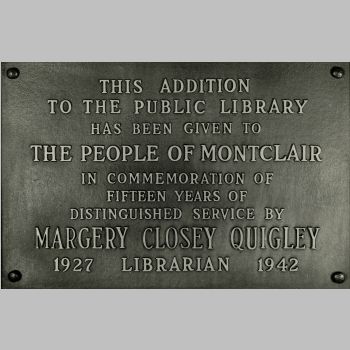 THIS ADDITION
TO THE PUBLIC LIBRARY
HAS BEEN GIVEN TO
THE PEOPLE OF MONTCLAIR
IN COMMEMORATION OF
FIFTEEN YEARS OF
DISTINGUISHED SERVICE BY
MARGERY CLOSEY QUIGLEY
1927 LIBRARIAN 1942